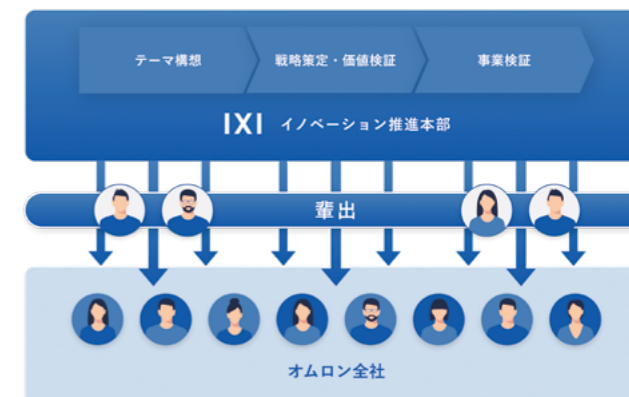 テーマ構想
戦略策定・価値検証
事業検証
IXI イノベーション推進本部
輩出
オムロン全社